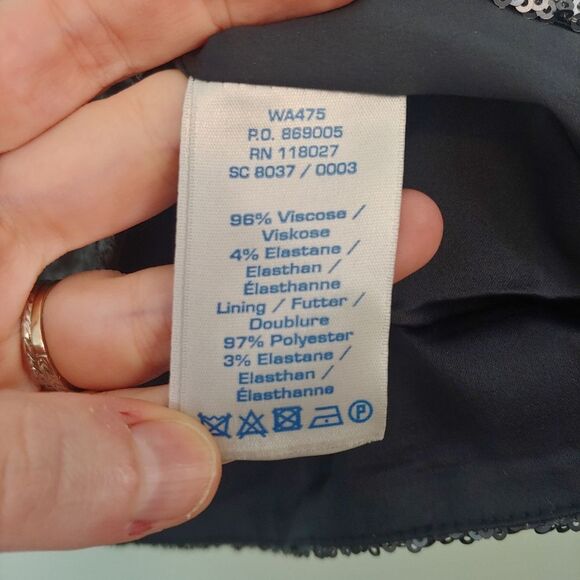 WA475
P.O. 869005
RN 118027
SC 8037 / 0003
96% Viscose /
Viskose
4% Elastane /
Elasthan /
Élasthanne
Lining / Futter /
Doublure
97% Polyester
3% Elastane /
Elasthan /
Élasthanne
P